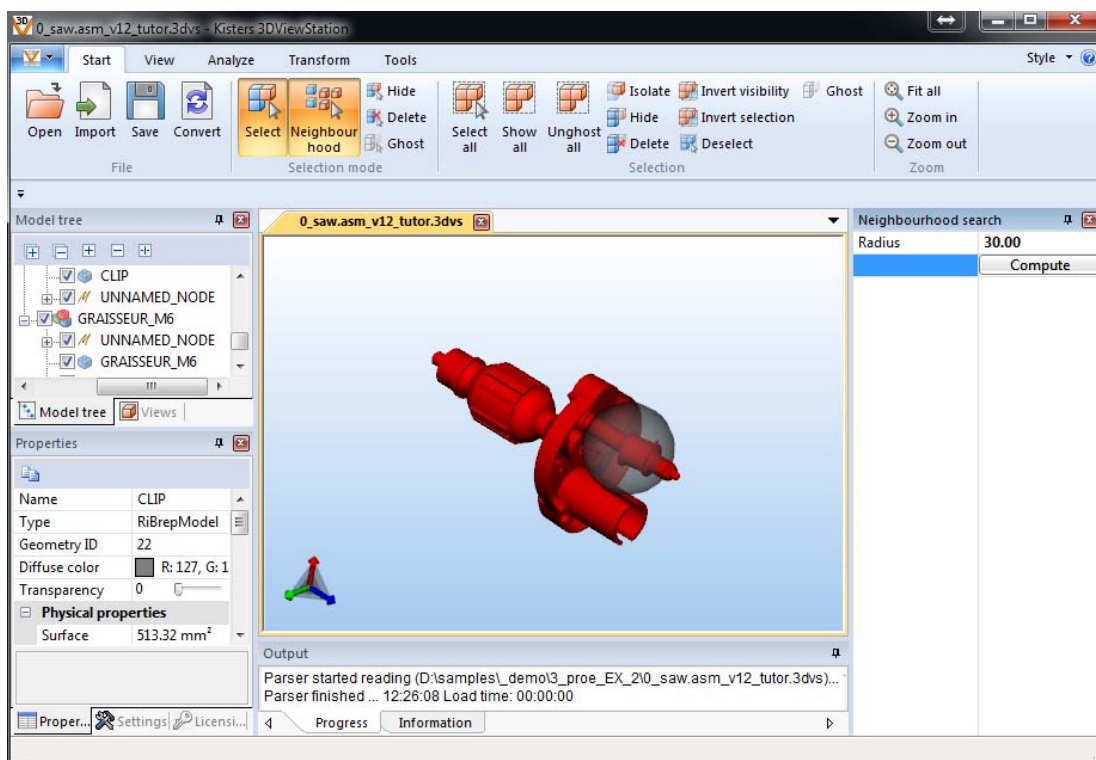 0_saw.asm_v12_tutor.3dvs - Kisters 3DViewStation
Start View Analyze Transform Tools Style
Open Import Save Convert
File
Select Neighbour hood
Hide
Delete
Ghost
Selection mode
Select all Show all Unghost all
Isolate Invert visibility Ghost
Hide Invert selection
Delete Deselect
Selection
Fit all
Zoom in
Zoom out
Zoom
Model tree
CLIP
UNNAMED_NODE
GRAISSEUR_M6
UNNAMED_NODE
GRAISSEUR_M6
Model tree Views
Properties
Name CLIP
Type RiBrepModel
Geometry ID 22
Diffuse color R: 127, G: 1
Transparency 0
Physical properties
Surface 513.32 mm²
Proper... Settings Licensi...
0_saw.asm_v12_tutor.3dvs
Output
Parser started reading (D:\samples\_demo\3_proe_EX_2\0_saw.asm_v12_tutor.3dvs)...
Parser finished ... 12:26:08 Load time: 00:00:00
Progress Information
Neighbourhood search
Radius 30.00
Compute